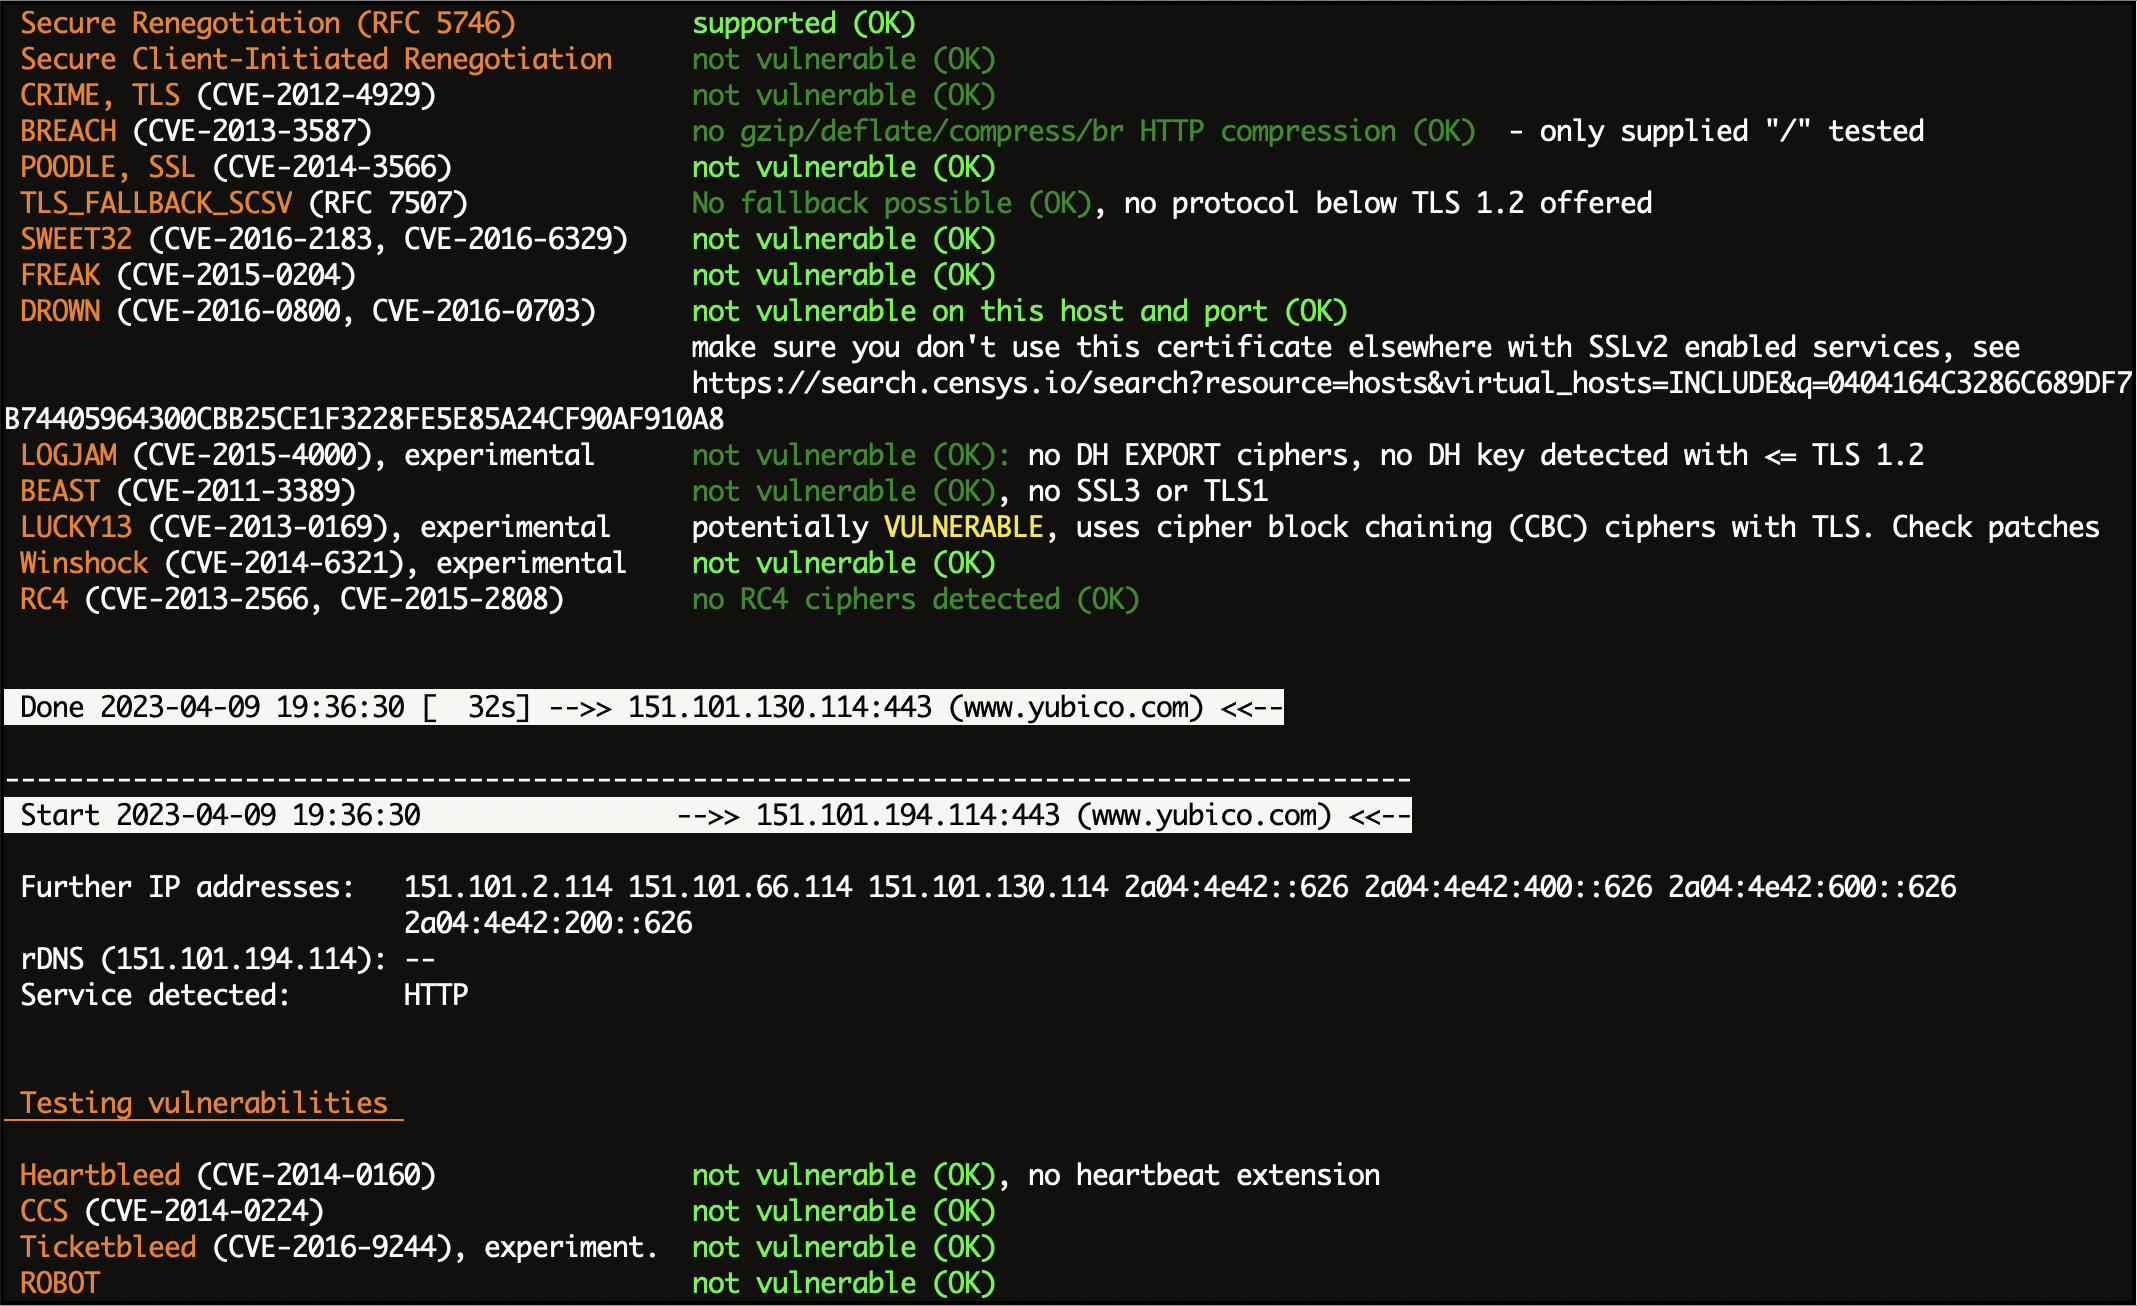 Secure Renegotiation (RFC 5746)           supported (OK)
Secure Client-Initiated Renegotiation     not vulnerable (OK)
CRIME, TLS (CVE-2012-4929)                not vulnerable (OK)
BREACH (CVE-2013-3587)                    no gzip/deflate/compress/br HTTP compression (OK)  - only supplied "/" tested
POODLE, SSL (CVE-2014-3566)               not vulnerable (OK)
TLS_FALLBACK_SCSV (RFC 7507)              No fallback possible (OK), no protocol below TLS 1.2 offered
SWEET32 (CVE-2016-2183, CVE-2016-6329)    not vulnerable (OK)
FREAK (CVE-2015-0204)                     not vulnerable (OK)
DROWN (CVE-2016-0800, CVE-2016-0703)      not vulnerable on this host and port (OK)
make sure you don't use this certificate elsewhere with SSLv2 enabled services, see
https://search.censys.io/search?resource=hosts&virtual_hosts=INCLUDE&q=0404164C3286C689DF7
B74405964300CBB25CE1F3228FE5E85A24CF90AF910A8
LOGJAM (CVE-2015-4000), experimental      not vulnerable (OK): no DH EXPORT ciphers, no DH key detected with <= TLS 1.2
BEAST (CVE-2011-3389)                     not vulnerable (OK), no SSL3 or TLS1
LUCKY13 (CVE-2013-0169), experimental     potentially VULNERABLE, uses cipher block chaining (CBC) ciphers with TLS. Check patches
Winshock (CVE-2014-6321), experimental    not vulnerable (OK)
RC4 (CVE-2013-2566, CVE-2015-2808)        no RC4 ciphers detected (OK)
Done 2023-04-09 19:36:30 [  32s] -->> 151.101.130.114:443 (www.yubico.com) <<--
----------------------------------------------------------------------------------------
Start 2023-04-09 19:36:30                -->> 151.101.194.114:443 (www.yubico.com) <<--
Further IP addresses:   151.101.2.114 151.101.66.114 151.101.130.114 2a04:4e42::626 2a04:4e42:400::626 2a04:4e42:600::626
2a04:4e42:200::626
rDNS (151.101.194.114): --
Service detected:       HTTP
Testing vulnerabilities
Heartbleed (CVE-2014-0160)                not vulnerable (OK), no heartbeat extension
CCS (CVE-2014-0224)                       not vulnerable (OK)
Ticketbleed (CVE-2016-9244), experiment.  not vulnerable (OK)
ROBOT                                     not vulnerable (OK)